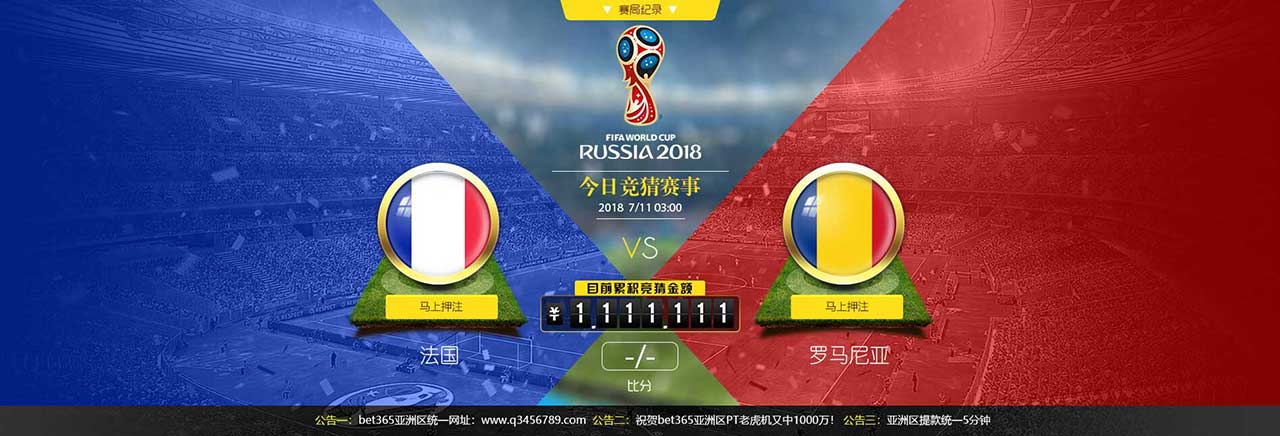 ▼ 赛局纪录 ▼
FIFA WORLD CUP
RUSSIA 2018
今日竞猜赛事
2018 7/11 03:00
VS
目前累积竞猜金额
¥ 1,111,111
马上押注
马上押注
法国
-/-
罗马尼亚
比分
公告一：bet365亚洲区统一网址：www.q3456789.com 公告二：祝贺bet365亚洲区PT老虎机又中1000万！ 公告三：亚洲区提款统一5分钟